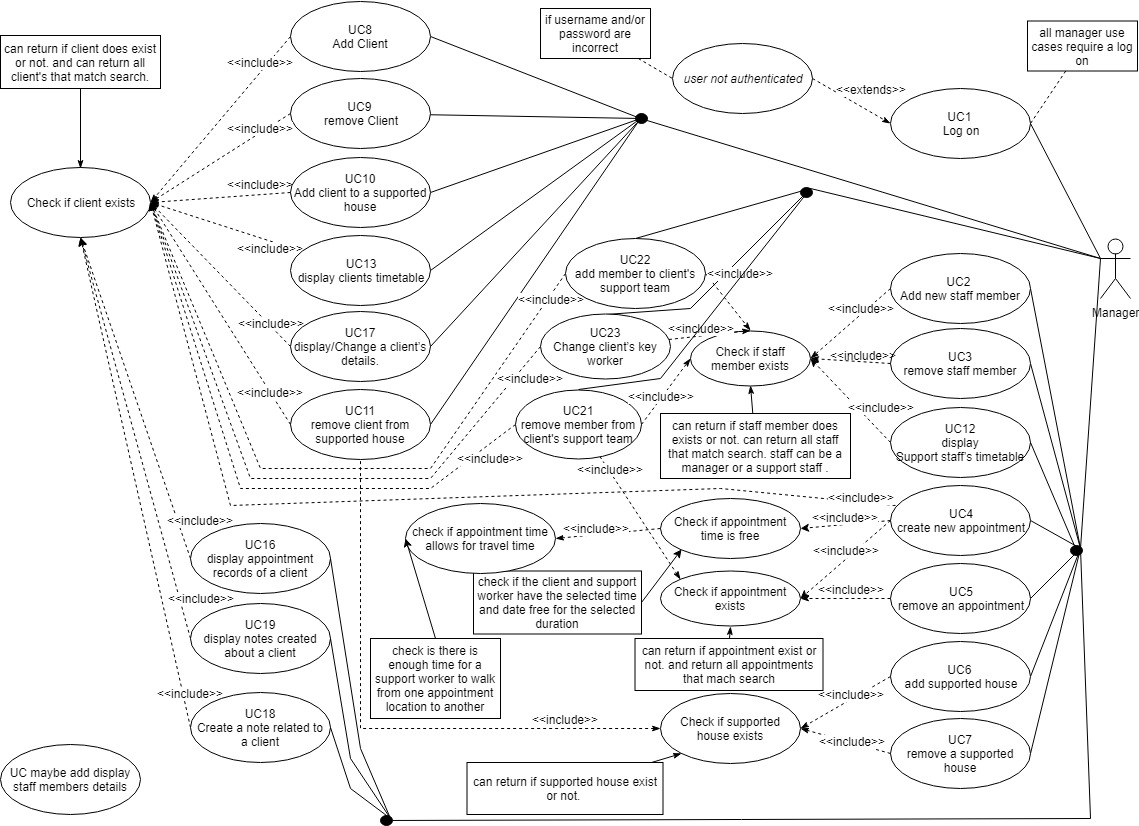 can return if client does exist
or not. and can return all
client's that match search.
Check if client exists
UC8
Add Client
<<include>>
UC9
remove Client
<<include>>
UC10
Add client to a supported
house
<<include>>
UC13
display clients timetable
<<include>>
UC17
display/Change a client's
details.
<<include>>
UC11
remove client from
supported house
<<include>>
if username and/or
password are
incorrect
user not authenticated
<<extends>>
UC1
Log on
all manager use
cases require a log
on
Manager
UC22
add member to client's
support team
<<include>>
<<include>>
UC23
Change client's key
worker
<<include>>
<<include>>
UC21
remove member from
client's support team
<<include>>
<<include>>
<<include>>
Check if staff
member exists
can return if staff member does
exists or not. can return all staff
that match search. staff can be a
manager or a support staff .
UC2
Add new staff member
<<include>>
UC3
remove staff member
<<include>>
UC12
display
Support staff's timetable
<<include>>
UC4
create new appointment
<<include>>
<<include>>
<<include>>
UC5
remove an appointment
<<include>>
UC6
add supported house
<<include>>
UC7
remove a supported
house
<<include>>
Check if appointment
time is free
<<include>>
check if appointment time
allows for travel time
check if the client and support
worker have the selected time
and date free for the selected
duration
Check if appointment
exists
can return if appointment exist or
not. and return all appointments
that mach search
check is there is
enough time for a
support worker to walk
from one appointment
location to another
Check if supported
house exists
<<include>>
can return if supported house exist
or not.
UC16
display appointment
records of a client
<<include>>
UC19
display notes created
about a client
<<include>>
UC18
Create a note related to
a client
<<include>>
UC maybe add display
staff members details